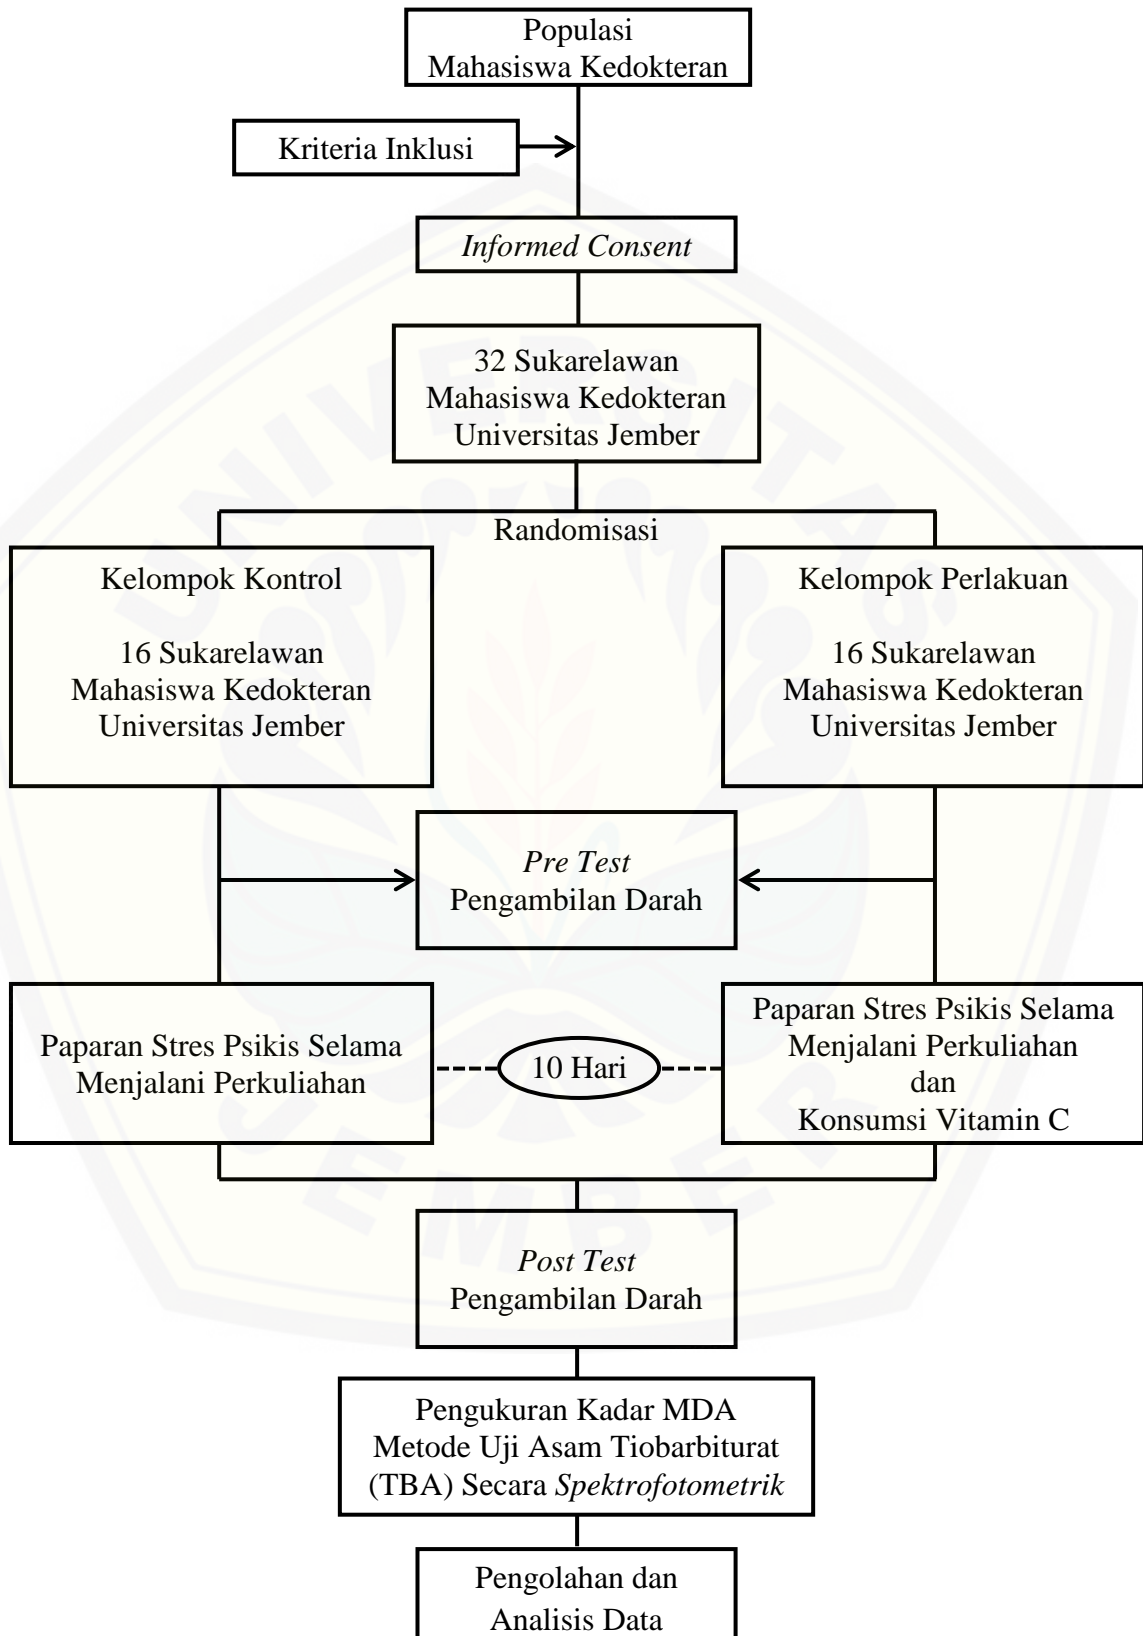 Populasi
Mahasiswa Kedokteran
Kriteria Inklusi
Informed Consent
32 Sukarelawan
Mahasiswa Kedokteran
Universitas Jember
Randomisasi
Kelompok Kontrol
16 Sukarelawan
Mahasiswa Kedokteran
Universitas Jember
Kelompok Perlakuan
16 Sukarelawan
Mahasiswa Kedokteran
Universitas Jember
Pre Test
Pengambilan Darah
Paparan Stres Psikis Selama
Menjalani Perkuliahan
10 Hari
Paparan Stres Psikis Selama
Menjalani Perkuliahan
dan
Konsumsi Vitamin C
Post Test
Pengambilan Darah
Pengukuran Kadar MDA
Metode Uji Asam Tiobarbiturat
(TBA) Secara Spektrofotometrik
Pengolahan dan
Analisis Data
UNIVERSITAS
JEMBER